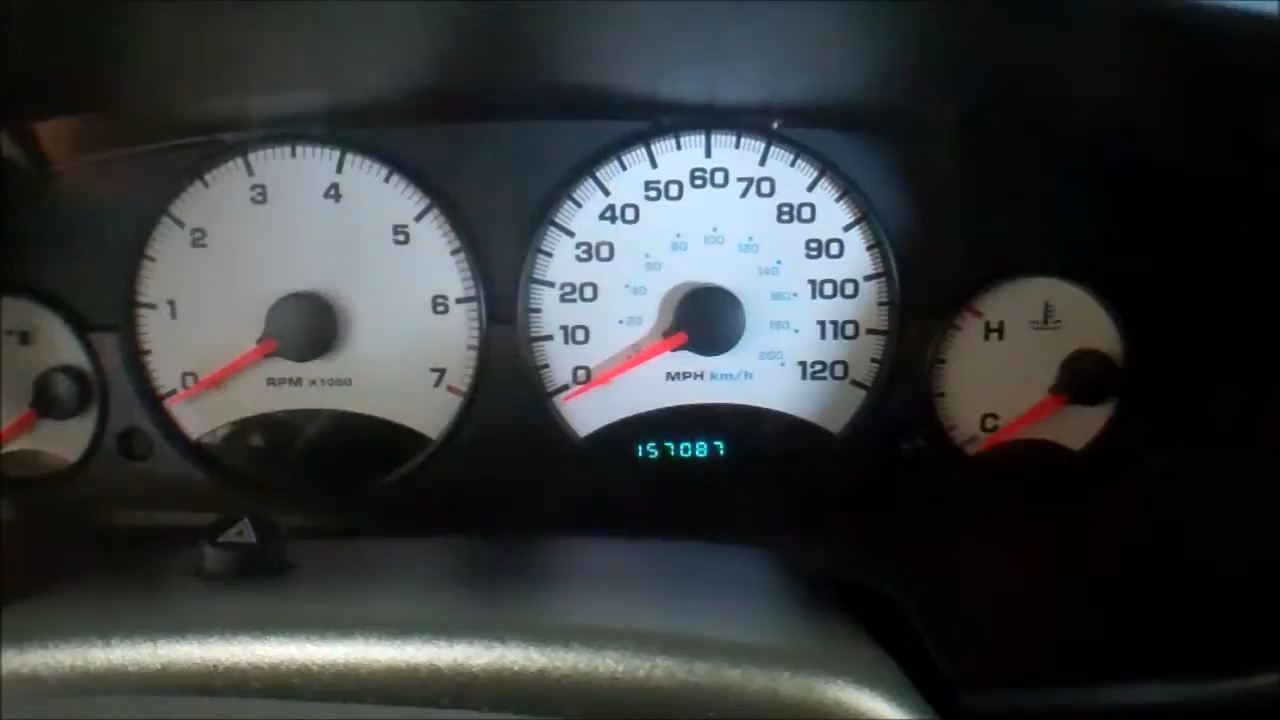 0 1 2 3 4 5 6 7
RPM X1000
0 10 20 30 40 50 60 70 80 90 100 110 120
20 40 60 80 100 120 140 160 180 200
MPH km/h
157087
H
C